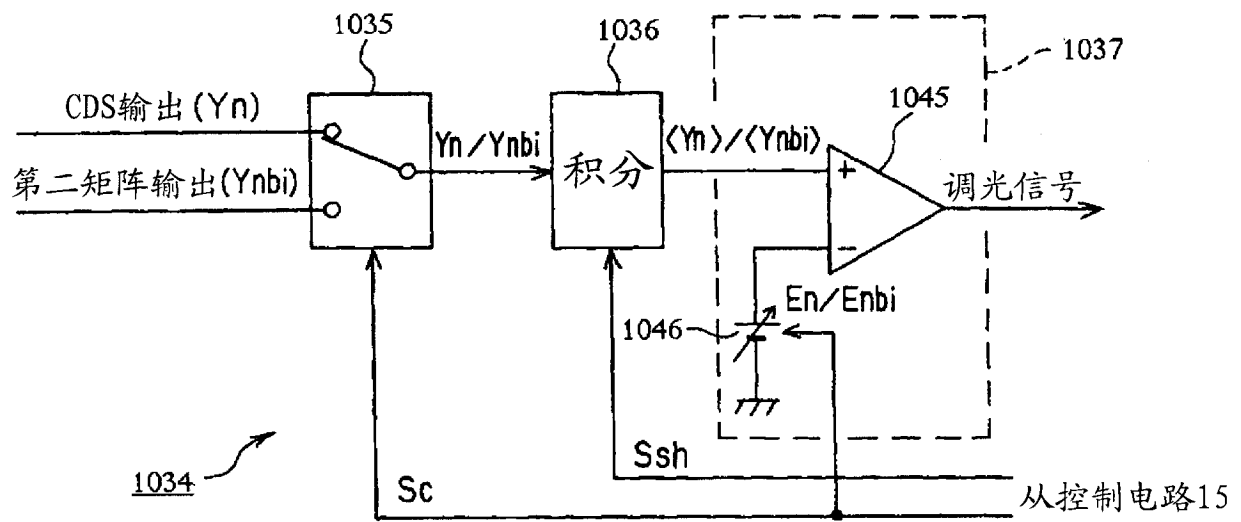 1035
1036
1037
CDS输出(Yn)
1045
Yn/Ynbi
积分
〈Yn〉/〈Ynbi〉
+
第二矩阵输出(Ynbi)
调光信号
−
En/Enbi
1046
Ssh
1034
Sc
从控制电路15